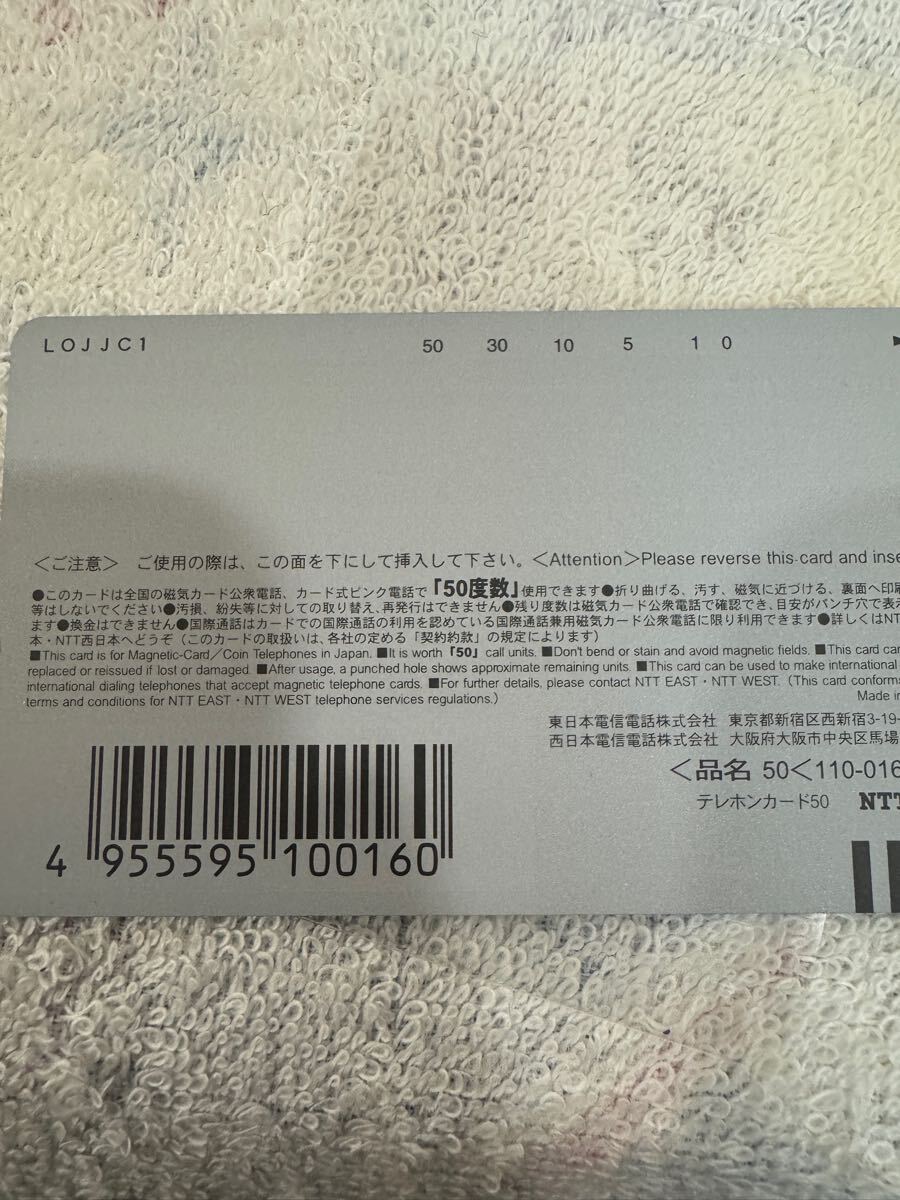 LOJJC1 50 30 10 5 1 0
＜ご注意＞ ご使用の際は、この面を下にして挿入して下さい。＜Attention＞Please reverse this card and inse
●このカードは全国の磁気カード公衆電話、カード式ピンク電話で「50度数」使用できます●折り曲げる、汚す、磁気に近づける、裏面へ印刷
等はしないでください●汚損、紛失等に対しての取り替え、再発行はできません●残り度数は磁気カード公衆電話で確認でき、目安がパンチ穴で表示
ます●換金はできません●国際通話はカードでの国際通話の利用を認めている国際通話兼用磁気カード公衆電話に限り利用できます●詳しくはNT
本・NTT西日本へどうぞ（このカードの取扱いは、各社の定める「契約約款」の規定によります）
■This card is for Magnetic-Card／Coin Telephones in Japan. ■It is worth「50」call units. ■Don't bend or stain and avoid magnetic fields. ■This card can
replaced or reissued if lost or damaged. ■After usage, a punched hole shows approximate remaining units. ■This card can be used to make international
international dialing telephones that accept magnetic telephone cards. ■For further details, please contact NTT EAST・NTT WEST.（This card conforms
terms and conditions for NTT EAST・NTT WEST telephone services regulations.） Made in
東日本電信電話株式会社 東京都新宿区西新宿3-19-
西日本電信電話株式会社 大阪府大阪市中央区馬場
＜品名 50＜110-016
テレホンカード50 NTT
4 955595 100160